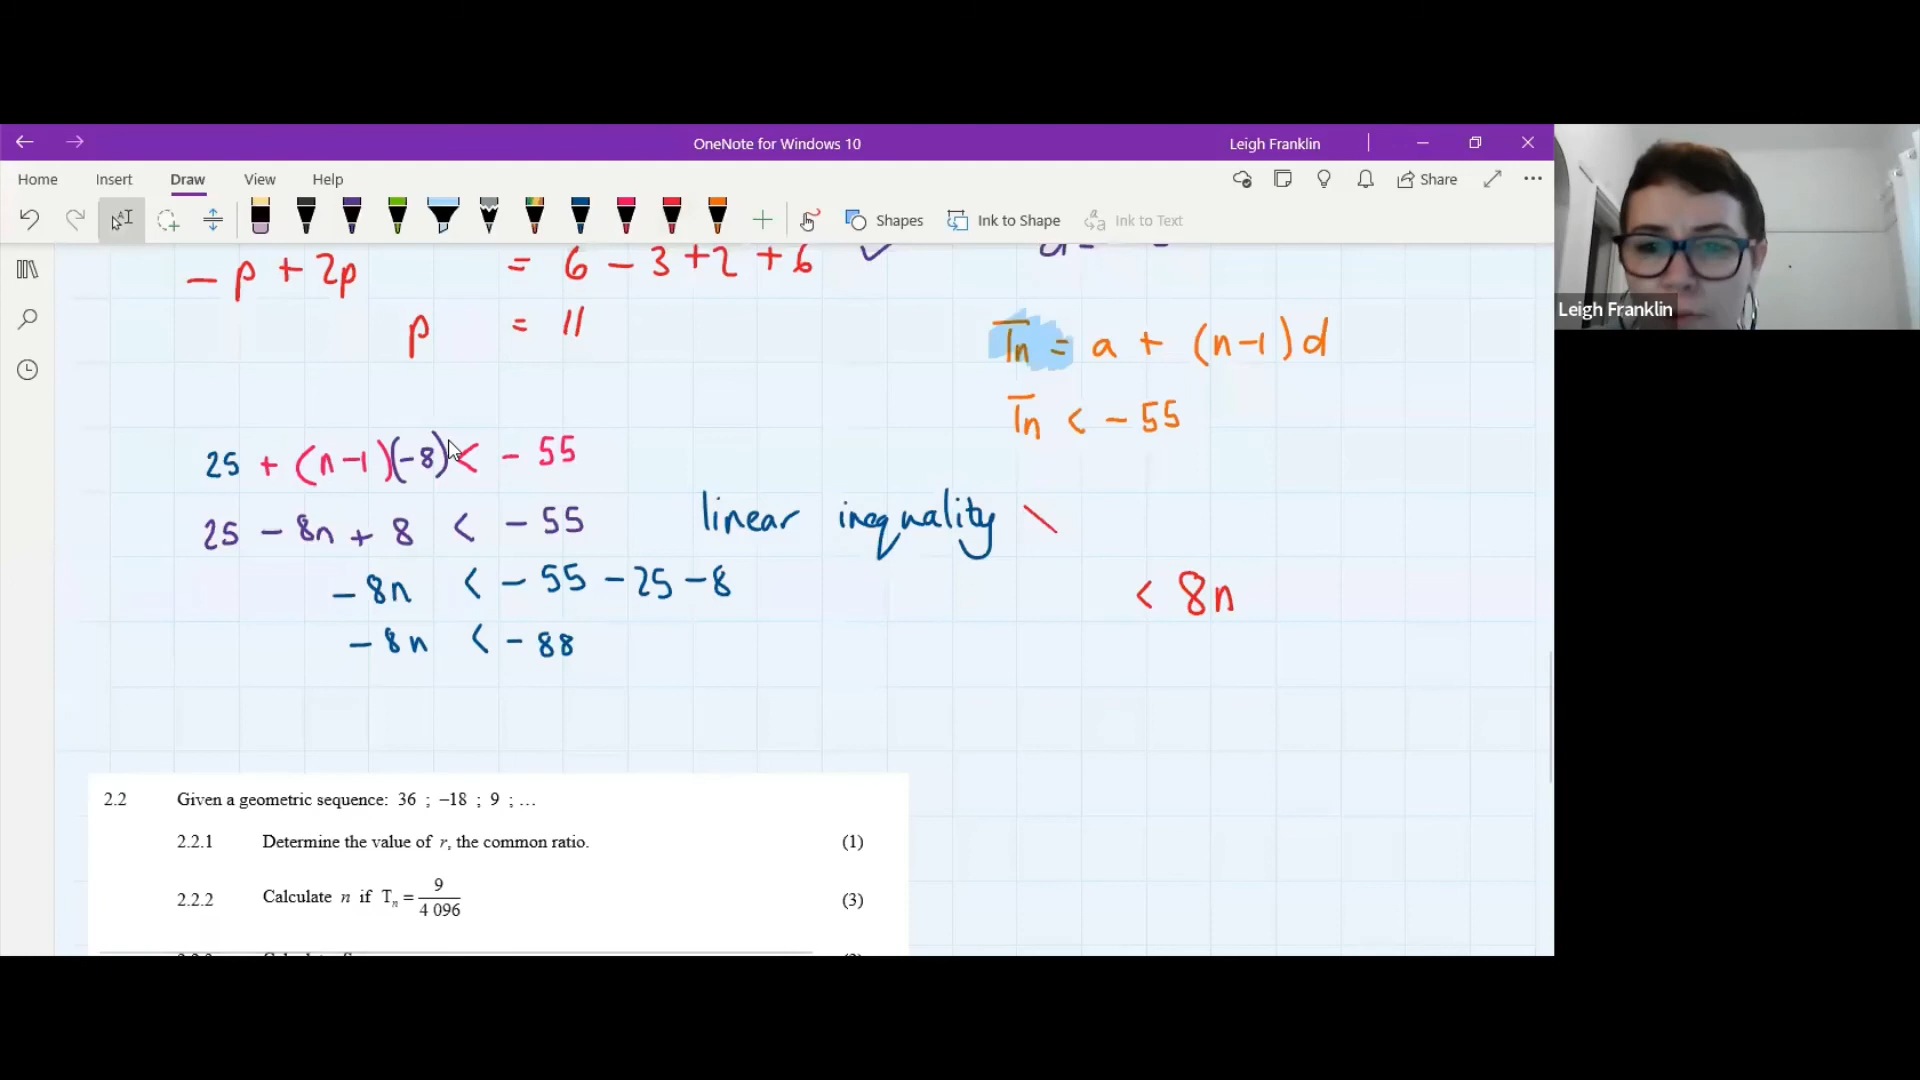 OneNote for Windows 10
Leigh Franklin
Home Insert Draw View Help
Share
Shapes Ink to Shape Ink to Text
− p + 2p = 6 − 3 + 2 + 6
p = 11
Tn = a + (n−1)d
Tn < − 55
25 + (n−1)(−8) < − 55
25 − 8n + 8 < − 55
linear inequality
− 8n < − 55 − 25 − 8
< 8n
− 8n < − 88
2.2 Given a geometric sequence: 36 ; −18 ; 9 ; …
2.2.1 Determine the value of r, the common ratio. (1)
2.2.2 Calculate n if Tn = 9/4 096 (3)
Leigh Franklin